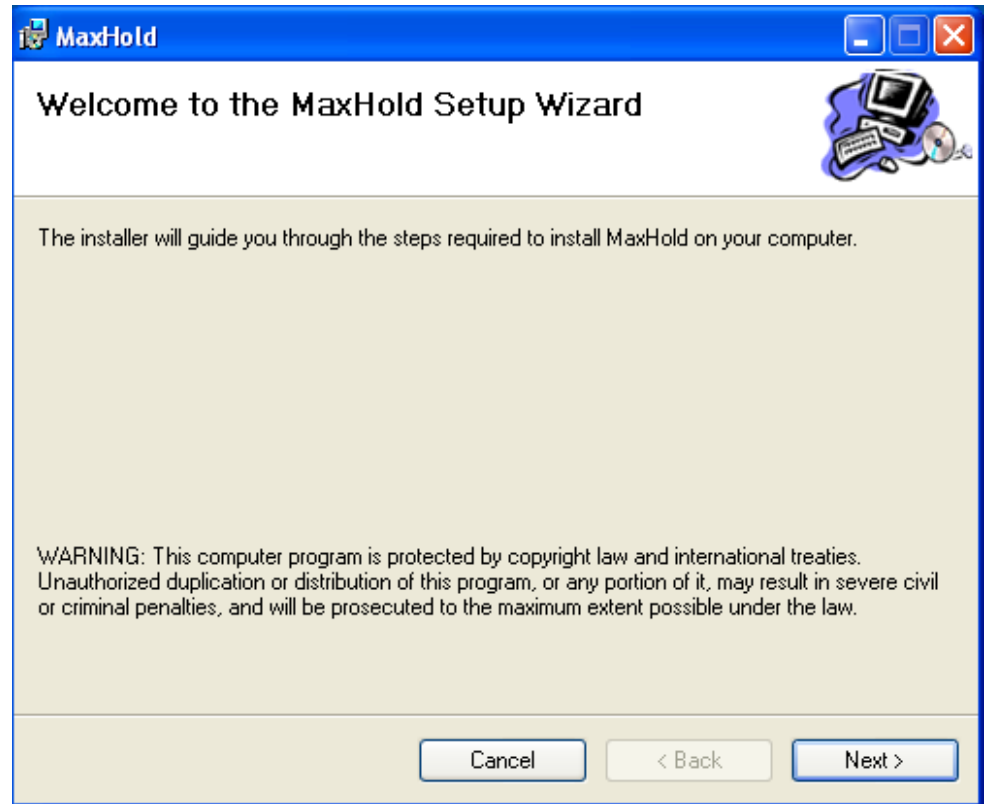 MaxHold
Welcome to the MaxHold Setup Wizard
The installer will guide you through the steps required to install MaxHold on your computer.
WARNING: This computer program is protected by copyright law and international treaties.
Unauthorized duplication or distribution of this program, or any portion of it, may result in severe civil
or criminal penalties, and will be prosecuted to the maximum extent possible under the law.
Cancel < Back Next >